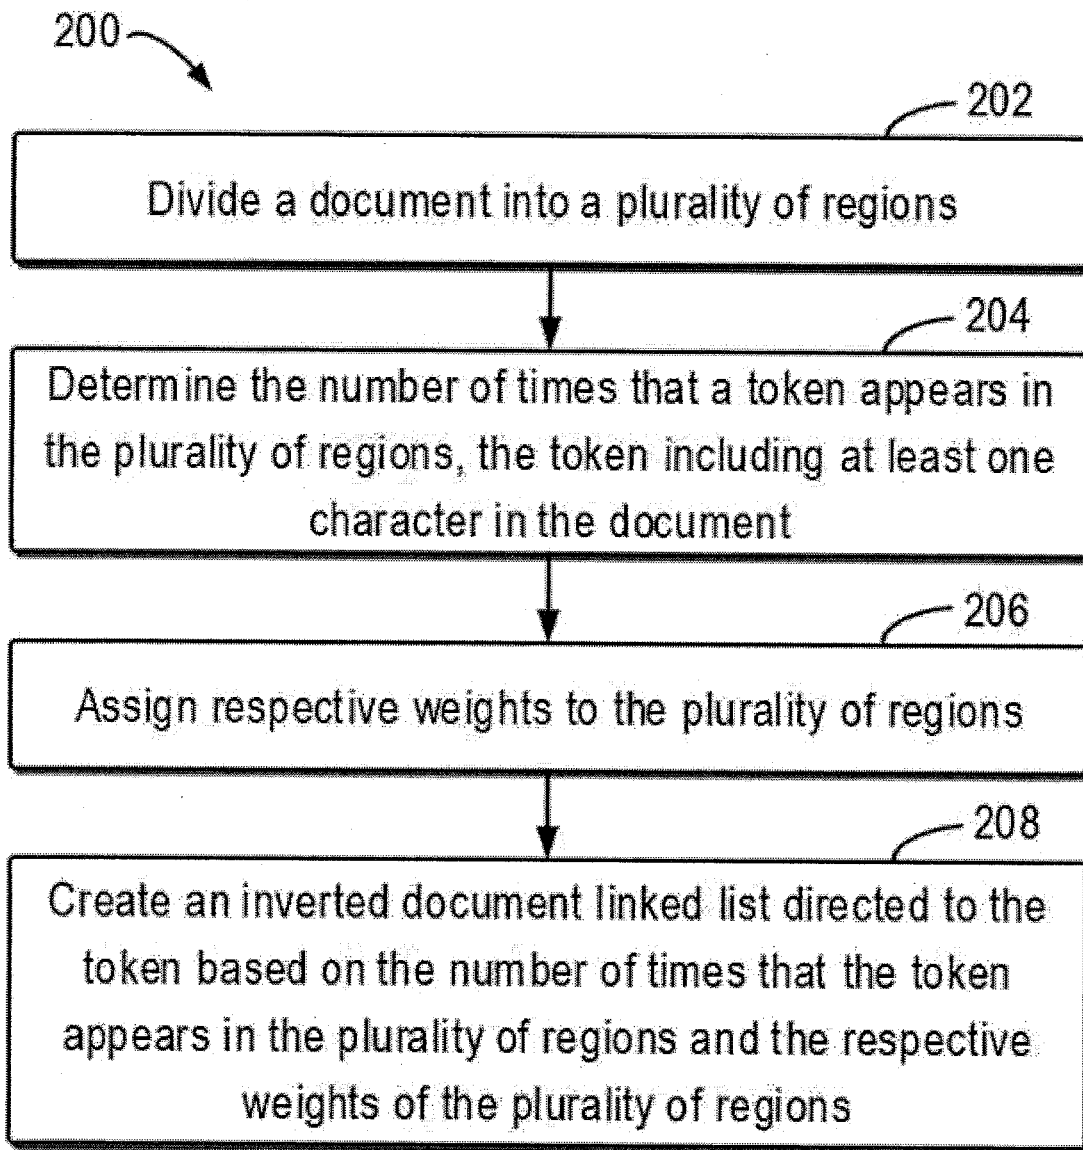 200
202
Divide a document into a plurality of regions
204
Determine the number of times that a token appears in
the plurality of regions, the token including at least one
character in the document
206
Assign respective weights to the plurality of regions
208
Create an inverted document linked list directed to the
token based on the number of times that the token
appears in the plurality of regions and the respective
weights of the plurality of regions